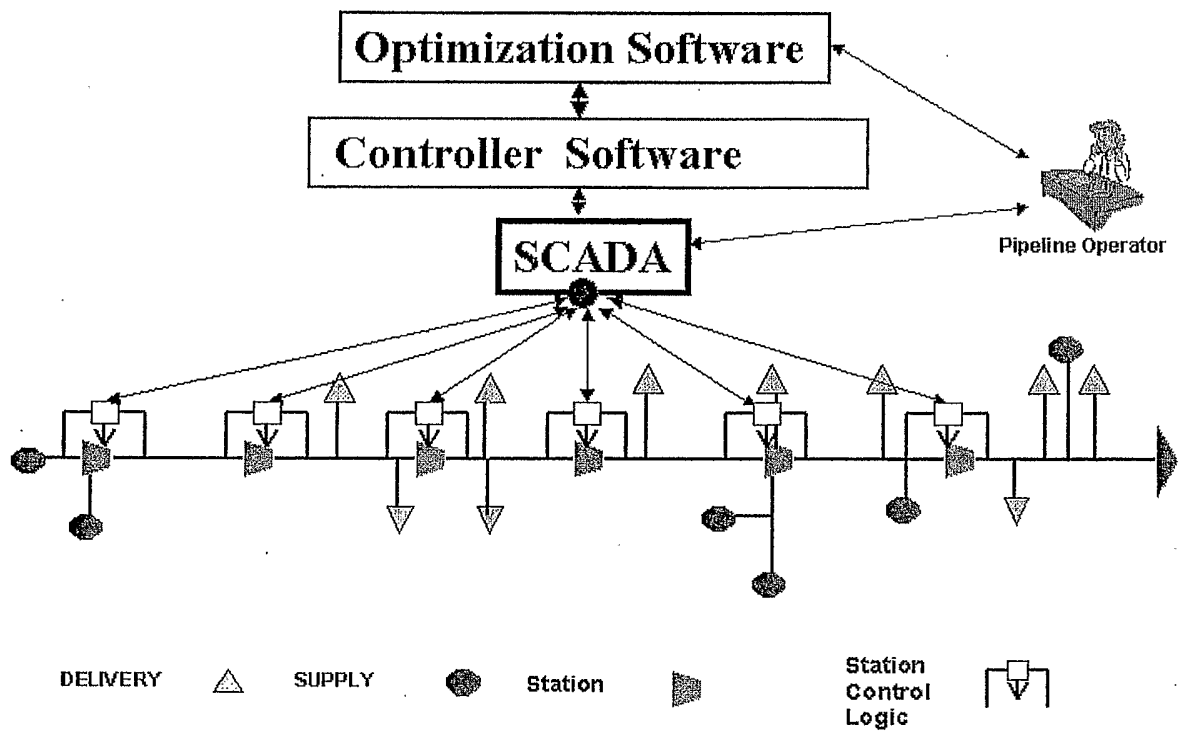 Optimization Software
Controller Software
SCADA
Pipeline Operator
DELIVERY
SUPPLY
Station
Station
Control
Logic